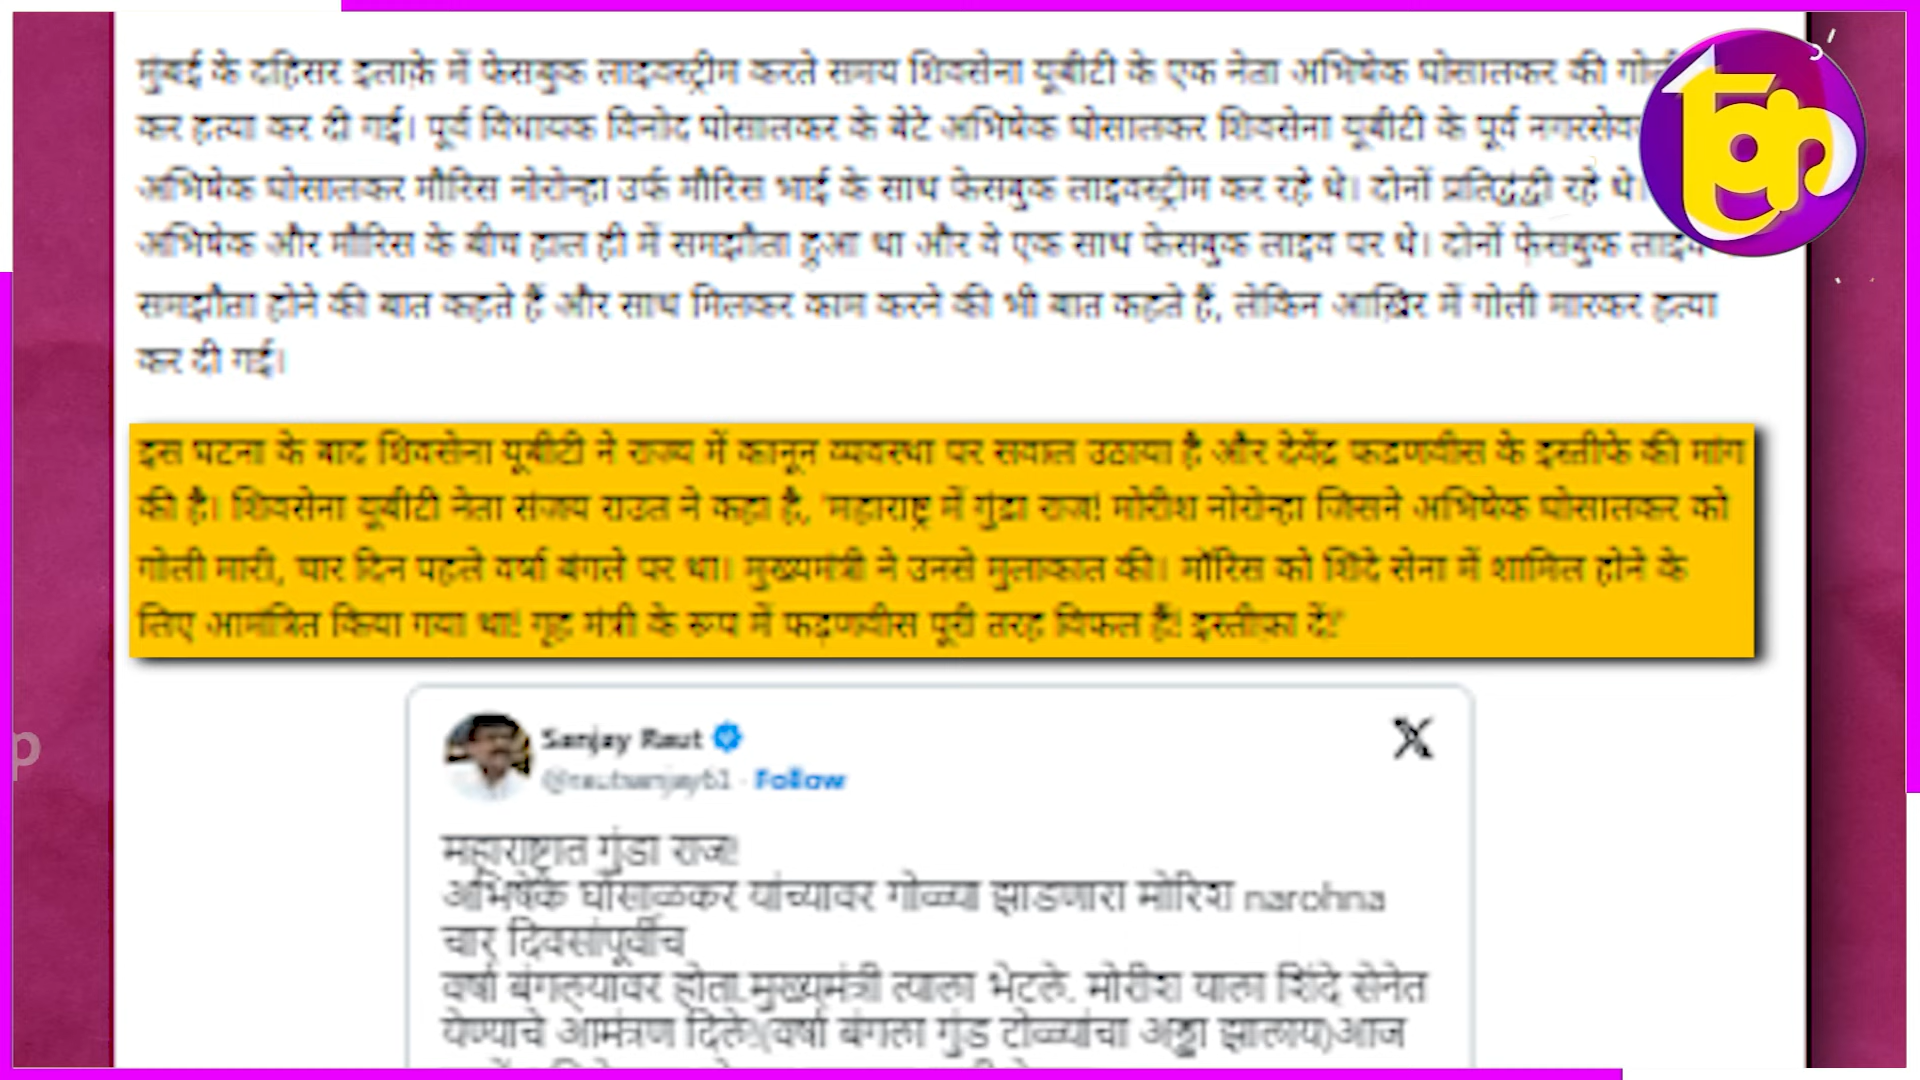 मुंबई के दहिसर इलाक़े में फेसबुक लाइवस्ट्रीम करते समय शिवसेना यूबीटी के एक नेता अभिषेक घोसालकर की
कर हत्या कर दी गई। पूर्व विधायक विनोद घोसालकर के बेटे अभिषेक घोसालकर शिवसेना यूबीटी के पूर्व
अभिषेक घोसालकर मौरिस नोरोन्हा उर्फ मौरिस भाई के साथ फेसबुक लाइवस्ट्रीम कर रहे थे। दोनों प्रतिद्वंद्वी रहे थे।
अभिषेक और मौरिस के बीच हाल ही में समझौता हुआ था और वे एक साथ फेसबुक लाइव पर थे। दोनों फेसबुक लाइव
समझौता होने की बात कहते हैं और साथ मिलकर काम करने की भी बात कहते हैं, लेकिन आख़िर में गोली मारकर हत्या
कर दी गई।
इस घटना के बाद शिवसेना यूबीटी ने राज्य में कानून व्यवस्था पर सवाल उठाया है और देवेंद्र फडणवीस के इस्तीफे की मांग
की है। शिवसेना यूबीटी नेता संजय राउत ने कहा है, 'महाराष्ट्र में गुंडा राज! मोरीश नोरोन्हा जिसने अभिषेक घोसालकर को
गोली मारी, चार दिन पहले वर्षा बंगले पर था। मुख्यमंत्री ने उनसे मुलाकात की। मॉरिस को शिंदे सेना में शामिल होने के
लिए आमंत्रित किया गया था! गृह मंत्री के रूप में फड़णवीस पूरी तरह विफल हैं! इस्तीफ़ा दें!'
Sanjay Raut
@rautsanjay61 · Follow
महाराष्ट्रात गुंडा राज!
अभिषेक घोसाळकर यांच्यावर गोळ्या झाडणारा मोरिश narohna
चार दिवसांपूर्वीच
वर्षा बंगल्यावर होता.मुख्यमंत्री त्याला भेटले. मोरीश याला शिंदे सेनेत
येण्याचे आमंत्रण दिले!(वर्षा बंगला गुंड टोळ्यांचा अड्डा झालाय)आज